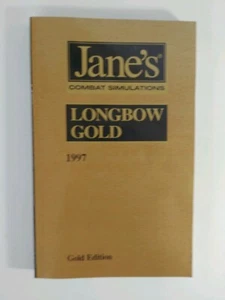 Jane's®
COMBAT SIMULATIONS
LONGBOW
GOLD
1997
Gold Edition